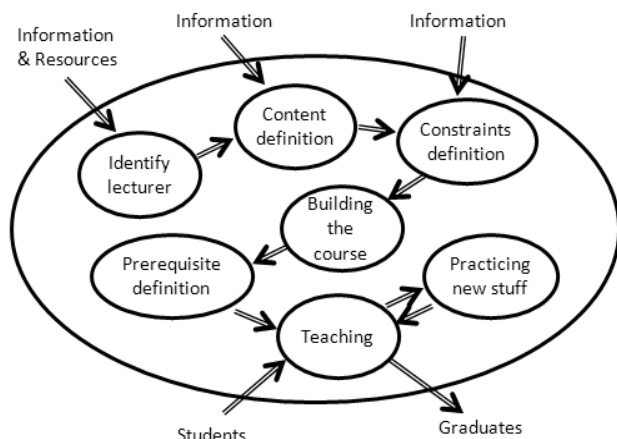 Information
& Resources
Information
Information
Content
definition
Constraints
definition
Identify
lecturer
Building
the
course
Prerequisite
definition
Practicing
new stuff
Teaching
Students
Graduates